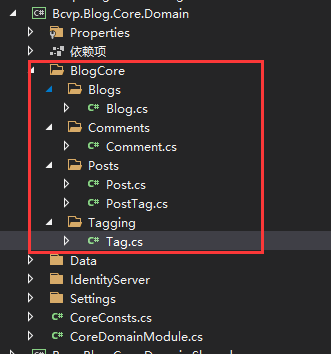 Bcvp.Blog.Core.Domain
Properties
依赖项
BlogCore
Blogs
C# Blog.cs
Comments
C# Comment.cs
Posts
C# Post.cs
C# PostTag.cs
Tagging
C# Tag.cs
Data
IdentityServer
Settings
C# CoreConsts.cs
C# CoreDomainModule.cs